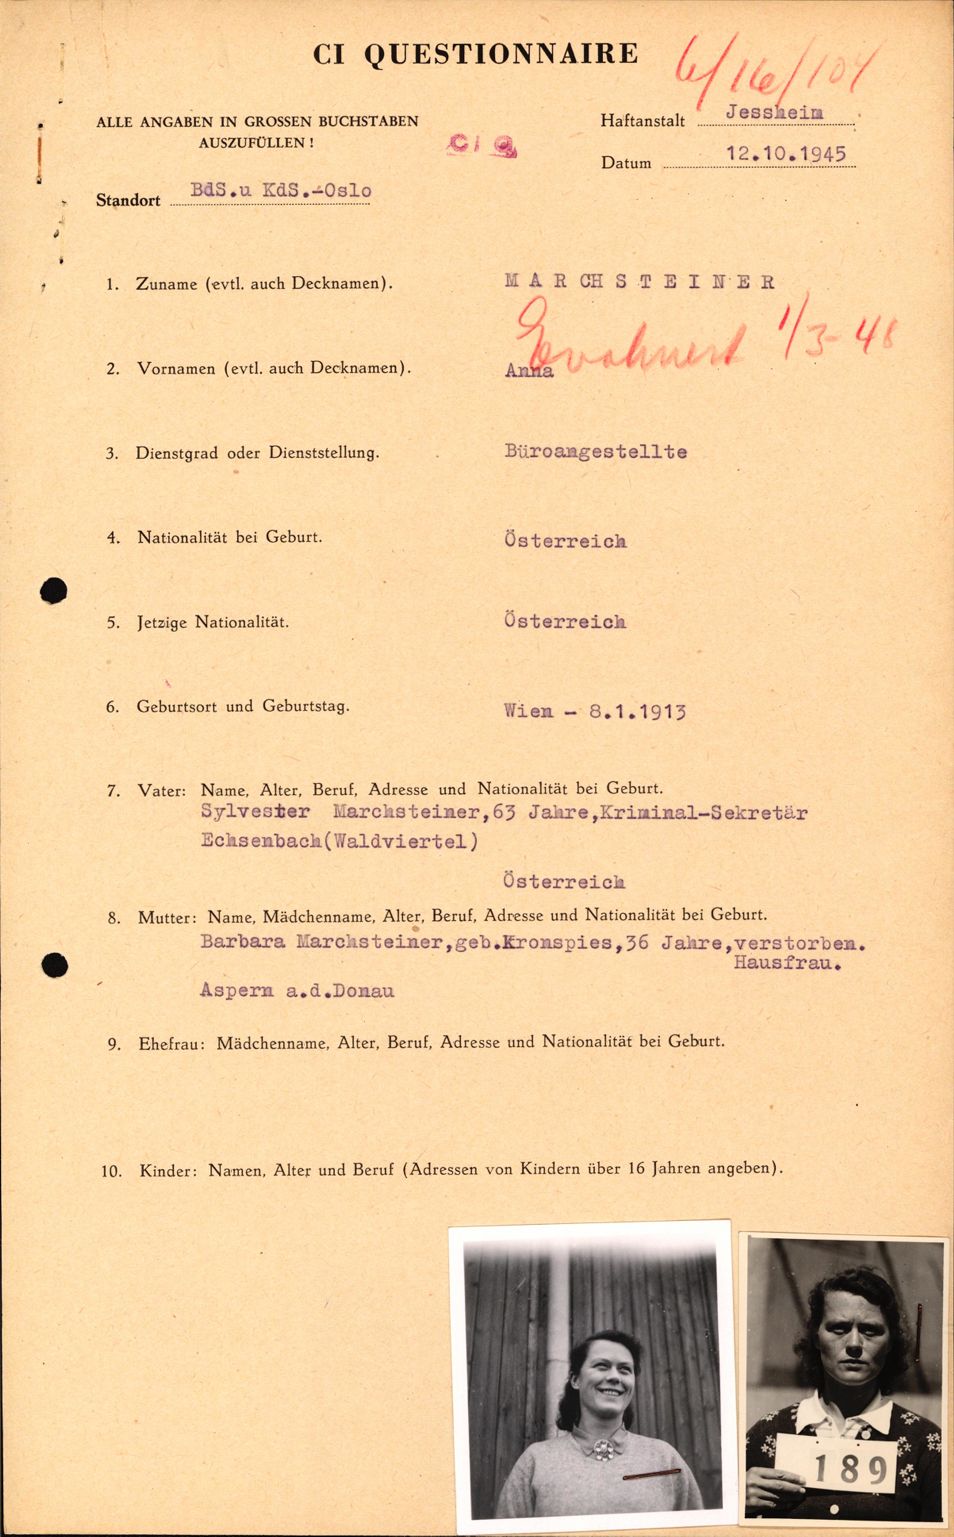 CI QUESTIONNAIRE
6/16/104
ALLE ANGABEN IN GROSSEN BUCHSTABEN
AUSZUFÜLLEN !
C I Q
Haftanstalt Jessheim
Datum 12.10.1945
Standort BdS.u KdS.-Oslo
1. Zuname (evtl. auch Decknamen). MARCHSTEINER
1/3-48
2. Vornamen (evtl. auch Decknamen). Anna
3. Dienstgrad oder Dienststellung. Büroangestellte
4. Nationalität bei Geburt. Österreich
5. Jetzige Nationalität. Österreich
6. Geburtsort und Geburtstag. Wien - 8.1.1913
7. Vater: Name, Alter, Beruf, Adresse und Nationalität bei Geburt.
Sylvester Marchsteiner,63 Jahre,Kriminal-Sekretär
Echsenbach(Waldviertel)
Österreich
8. Mutter: Name, Mädchenname, Alter, Beruf, Adresse und Nationalität bei Geburt.
Barbara Marchsteiner,geb.Kronspies,36 Jahre,verstorben.
Hausfrau.
Aspern a.d.Donau
9. Ehefrau: Mädchenname, Alter, Beruf, Adresse und Nationalität bei Geburt.
10. Kinder: Namen, Alter und Beruf (Adressen von Kindern über 16 Jahren angeben).
189